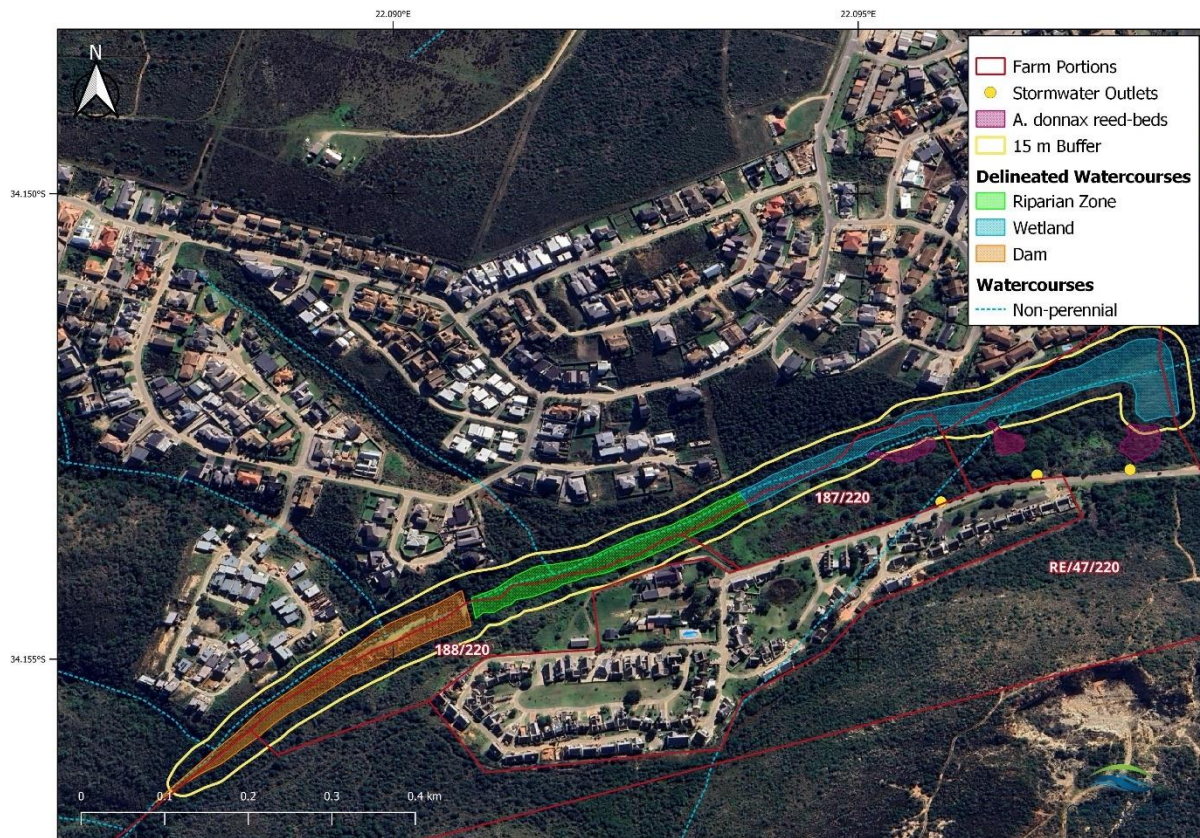 22.090°E
22.095°E
N
Farm Portions
Stormwater Outlets
A. donnax reed-beds
15 m Buffer
Delineated Watercourses
Riparian Zone
Wetland
Dam
Watercourses
Non-perennial
34.150°S
187/220
RE/47/220
188/220
34.155°S
0 0.1 0.2 0.3 0.4 km